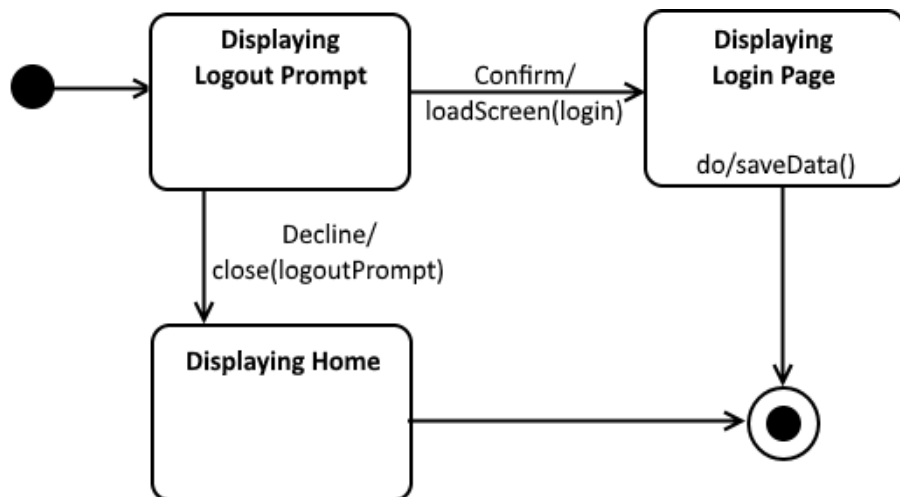 Displaying
Logout Prompt
Confirm/
loadScreen(login)
Displaying
Login Page
do/saveData()
Decline/
close(logoutPrompt)
Displaying Home